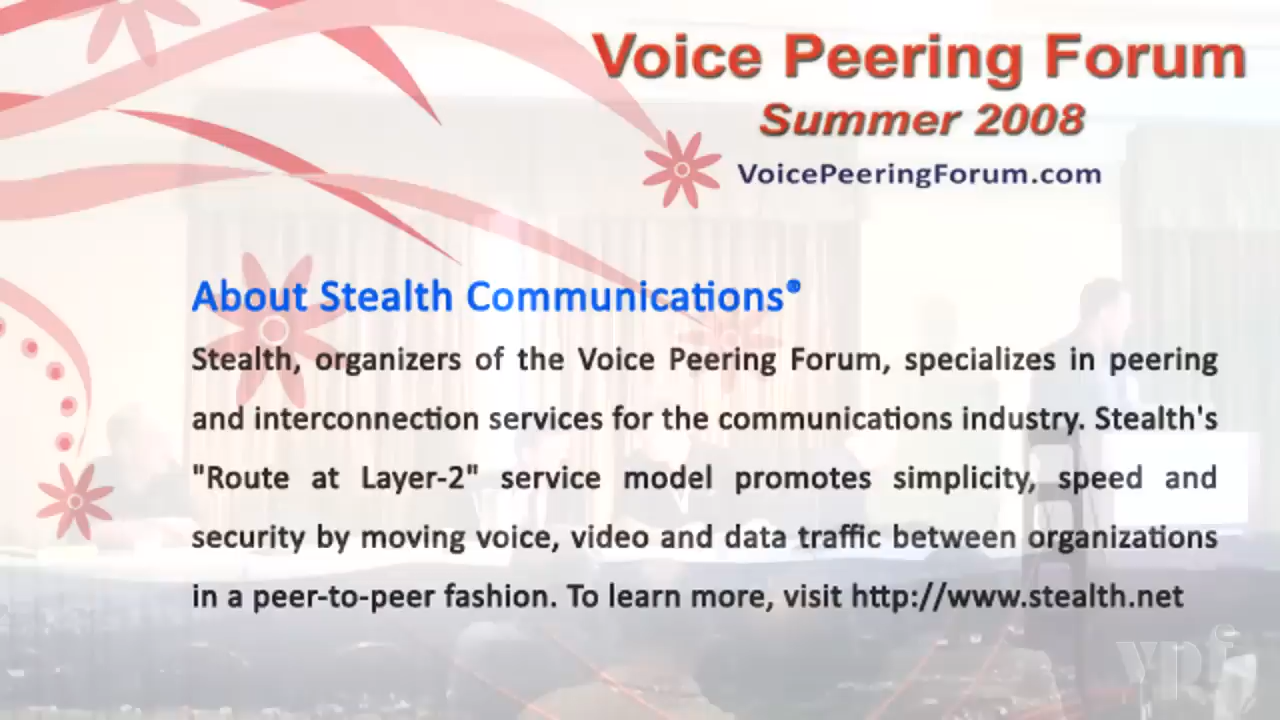 Voice Peering Forum
Summer 2008
VoicePeeringForum.com
About Stealth Communications®
Stealth, organizers of the Voice Peering Forum, specializes in peering
and interconnection services for the communications industry. Stealth's
"Route at Layer-2" service model promotes simplicity, speed and
security by moving voice, video and data traffic between organizations
in a peer-to-peer fashion. To learn more, visit http://www.stealth.net
vpf